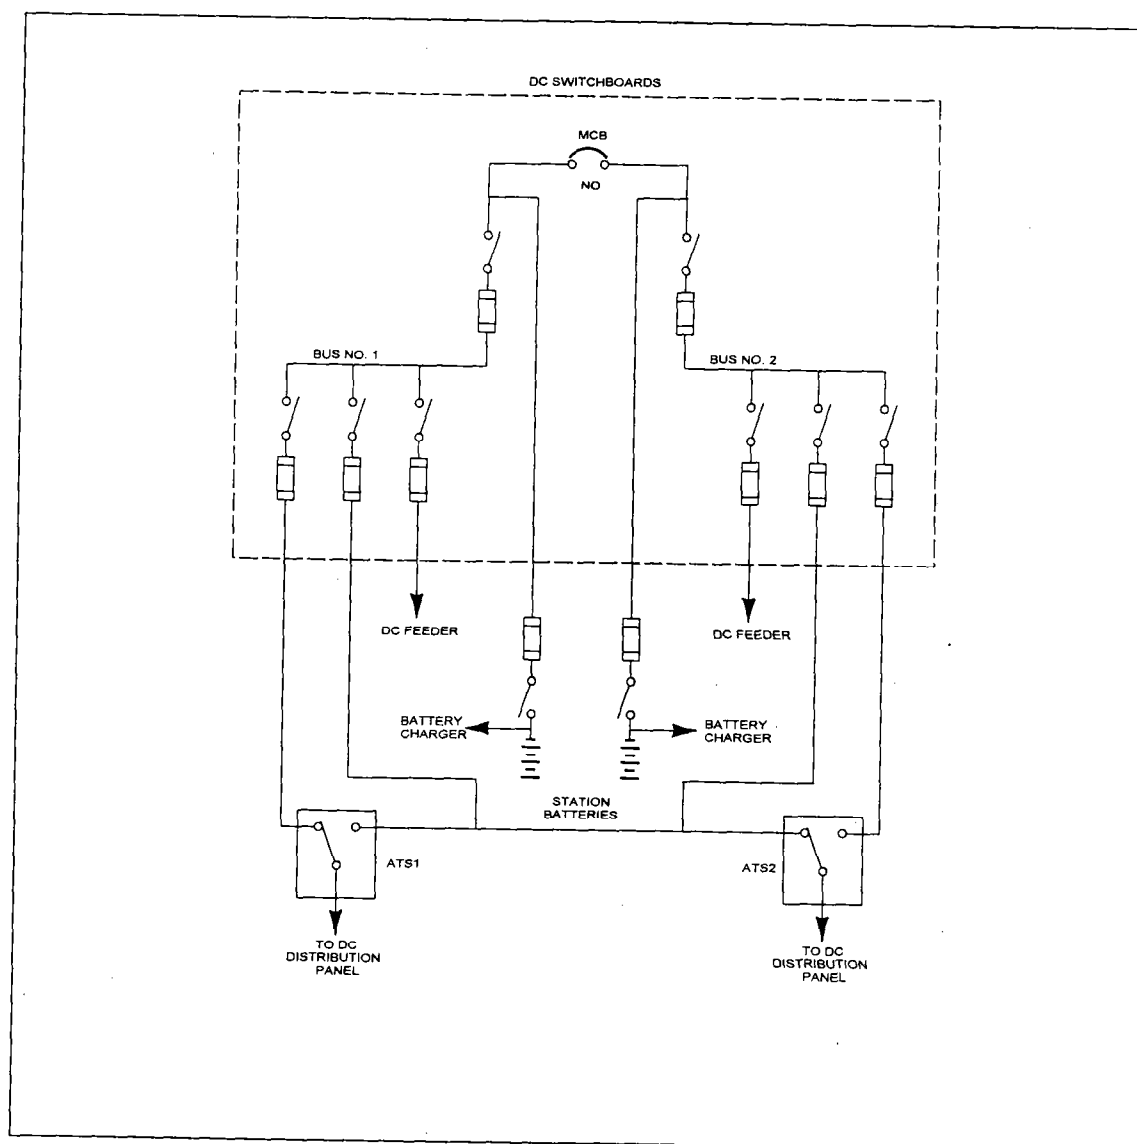 DC SWITCHBOARDS
MCB
NO
BUS NO. 1
BUS NO. 2
DC FEEDER
DC FEEDER
BATTERY
CHARGER
BATTERY
CHARGER
STATION
BATTERIES
ATS1
ATS2
TO DC
DISTRIBUTION
PANEL
TO DC
DISTRIBUTION
PANEL